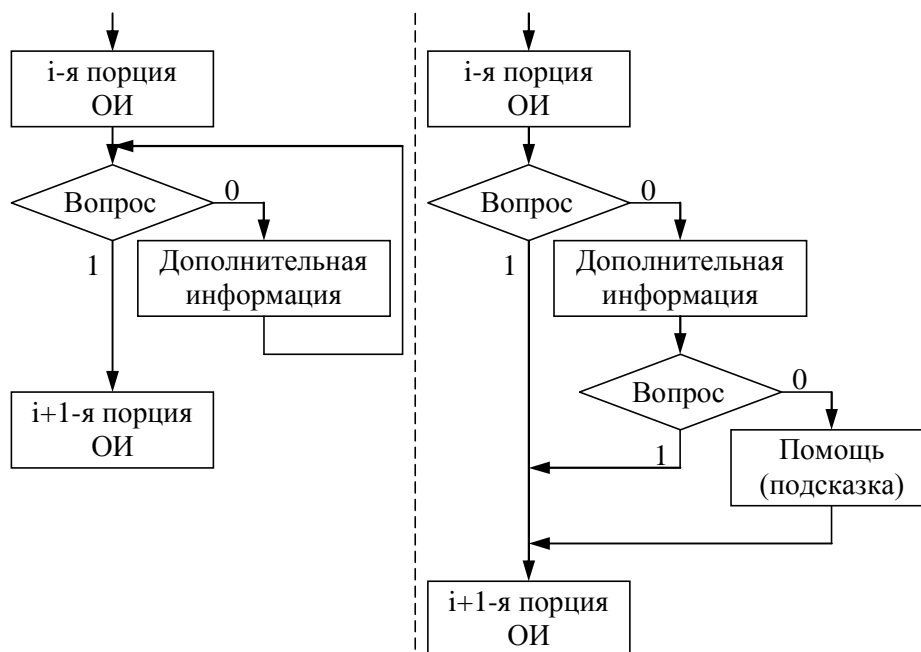 i-я порция
ОИ
Вопрос
0
1
Дополнительная
информация
i+1-я порция
ОИ
i-я порция
ОИ
Вопрос
0
1
Дополнительная
информация
Вопрос
0
1
Помощь
(подсказка)
i+1-я порция
ОИ